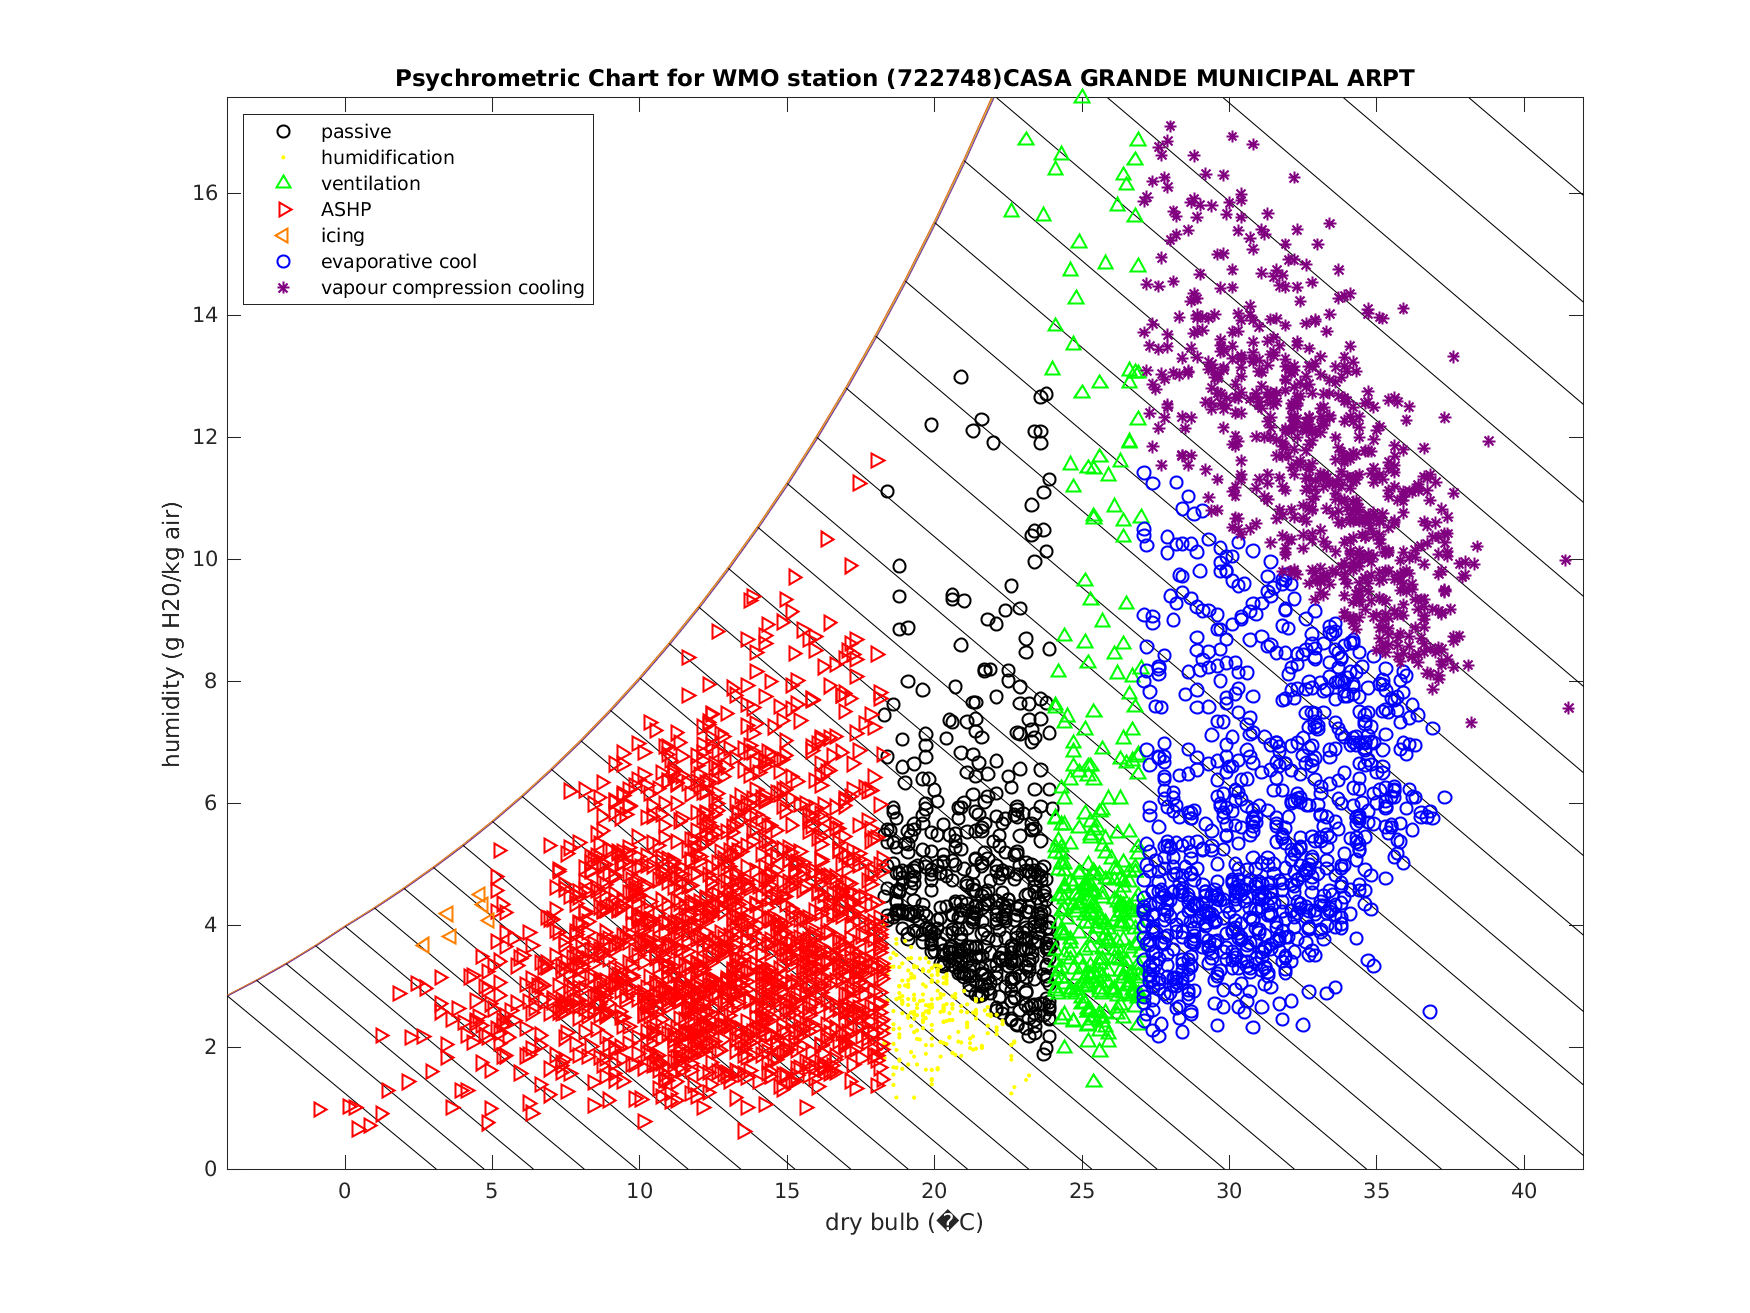 Psychrometric Chart for WMO station (722748)CASA GRANDE MUNICIPAL ARPT
passive
humidification
ventilation
ASHP
icing
evaporative cool
vapour compression cooling
humidity (g H20/kg air)
16
14
12
10
8
6
4
2
0
0 5 10 15 20 25 30 35 40
dry bulb (�C)